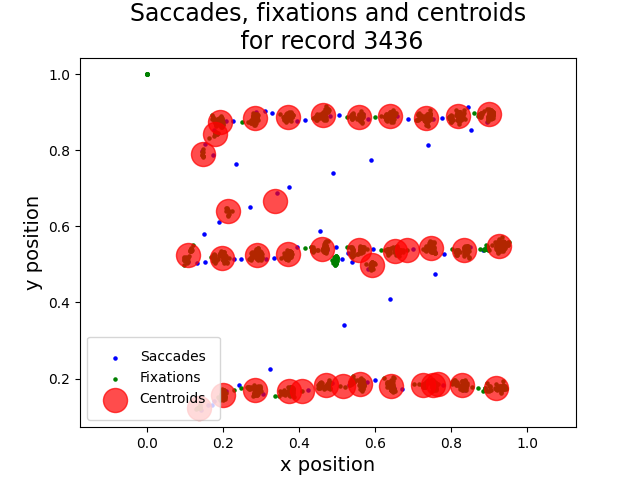 Saccades, fixations and centroids
for record 3436
1.0
0.8
0.6
0.4
0.2
y position
Saccades
Fixations
Centroids
0.0 0.2 0.4 0.6 0.8 1.0
x position